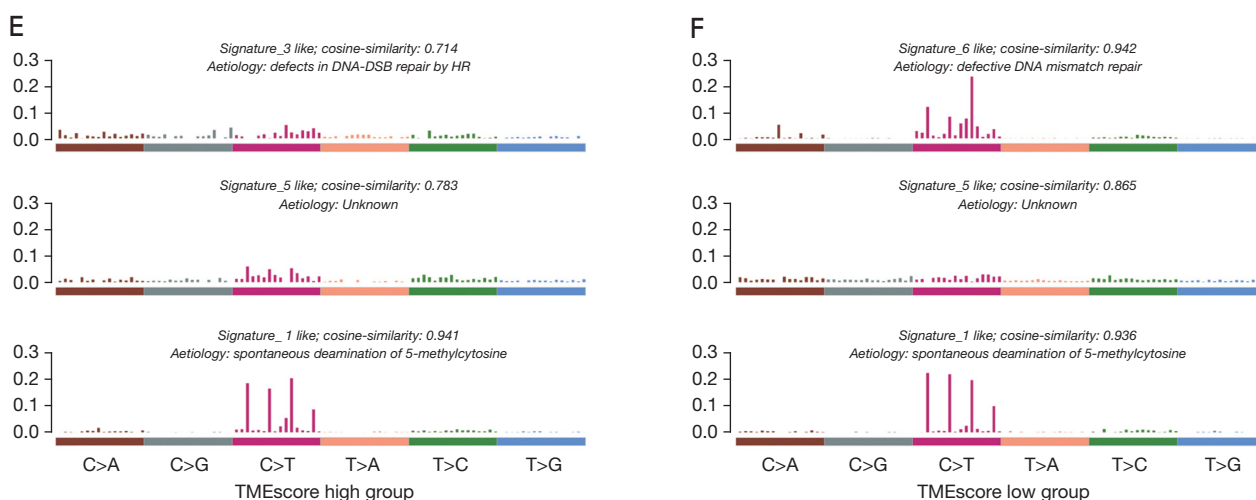 E
Signature_3 like; cosine-similarity: 0.714
Aetiology: defects in DNA-DSB repair by HR
0.3
0.2
0.1
0.0
Signature_5 like; cosine-similarity: 0.783
Aetiology: Unknown
0.3
0.2
0.1
0.0
Signature_ 1 like; cosine-similarity: 0.941
Aetiology: spontaneous deamination of 5-methylcytosine
0.3
0.2
0.1
0.0
C>A C>G C>T T>A T>C T>G
TMEscore high group
F
Signature_6 like; cosine-similarity: 0.942
Aetiology: defective DNA mismatch repair
0.3
0.2
0.1
0.0
Signature_5 like; cosine-similarity: 0.865
Aetiology: Unknown
0.3
0.2
0.1
0.0
Signature_1 like; cosine-similarity: 0.936
Aetiology: spontaneous deamination of 5-methylcytosine
0.3
0.2
0.1
0.0
C>A C>G C>T T>A T>C T>G
TMEscore low group